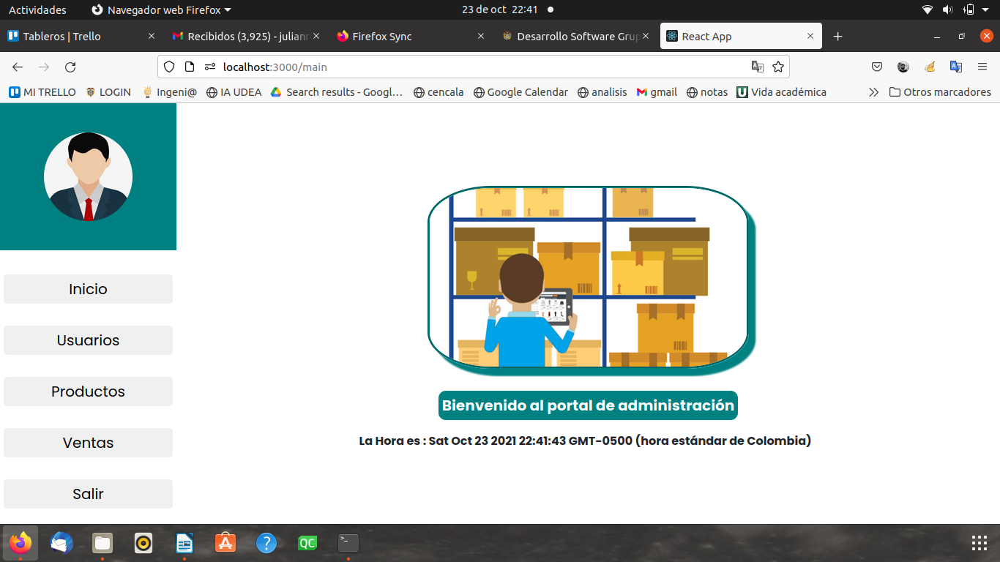 Actividades Navegador web Firefox 23 de oct 22:41
Tableros | Trello Recibidos (3,925) - julian Firefox Sync Desarrollo Software Grup React App
localhost:3000/main
MI TRELLO LOGIN Ingeni@ IA UDEA Search results - Googl… cencala Google Calendar analisis gmail notas Vida académica Otros marcadores
Inicio
Usuarios
Productos
Ventas
Salir
Bienvenido al portal de administración
La Hora es : Sat Oct 23 2021 22:41:43 GMT-0500 (hora estándar de Colombia)
QC